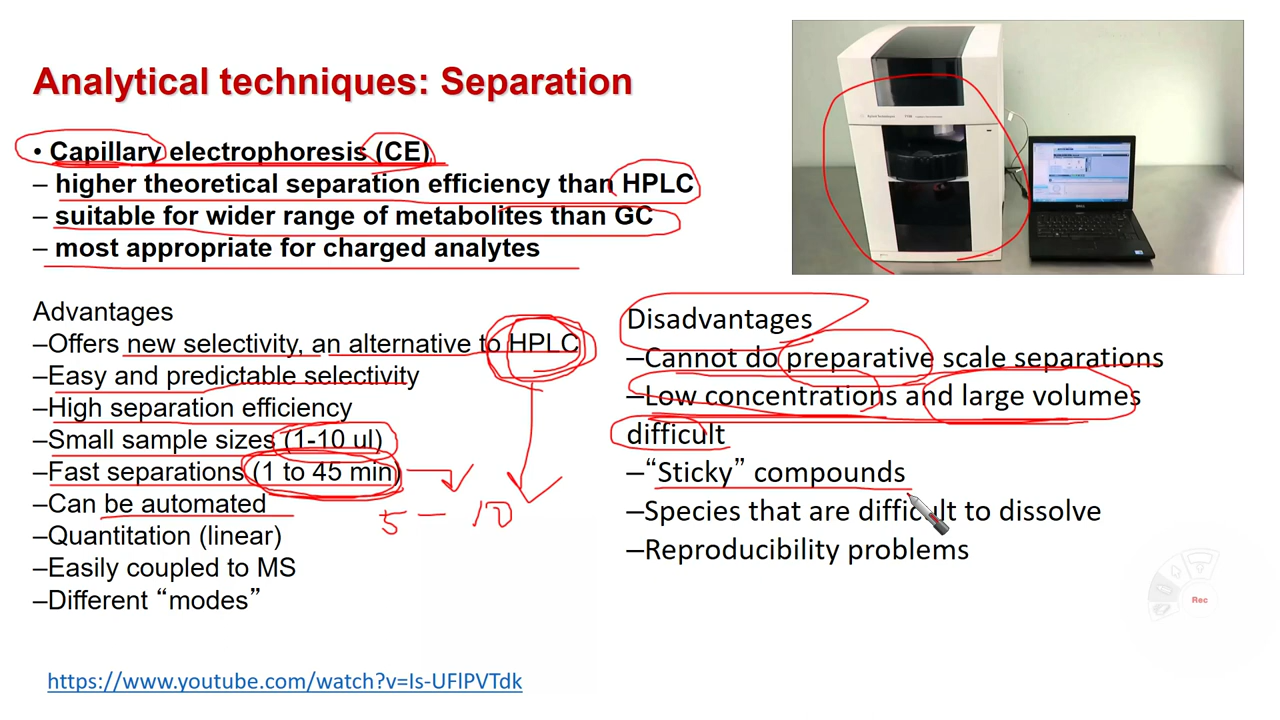 Analytical techniques: Separation
• Capillary electrophoresis (CE)
– higher theoretical separation efficiency than HPLC
– suitable for wider range of metabolites than GC
– most appropriate for charged analytes
Advantages
–Offers new selectivity, an alternative to HPLC
–Easy and predictable selectivity
–High separation efficiency
–Small sample sizes (1-10 ul)
–Fast separations (1 to 45 min)
–Can be automated
–Quantitation (linear)
–Easily coupled to MS
–Different “modes”
5 – 10
Disadvantages
–Cannot do preparative scale separations
–Low concentrations and large volumes
difficult
–“Sticky” compounds
–Species that are difficult to dissolve
–Reproducibility problems
Rec
https://www.youtube.com/watch?v=Is-UFlPVTdk